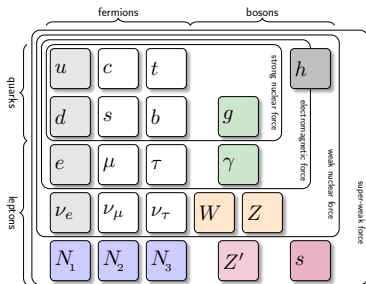 fermions bosons
quarks
leptons
u c t h
d s b g
e μ τ γ
ν_e ν_μ ν_τ W Z
N_1 N_2 N_3 Z′ s
strong nuclear force
electromagnetic force
weak nuclear force
super-weak force